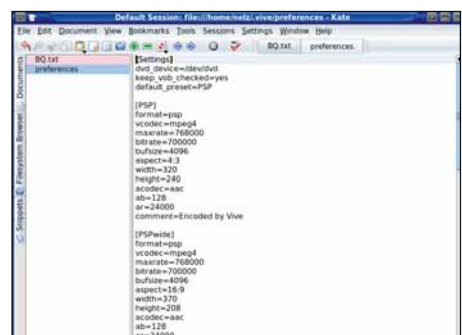 Default Session: file:///home/nelz/.vive/preferences - Kate
File Edit Document View Bookmarks Tools Sessions Settings Window Help
BQ.txt preferences
Documents
Filesystem Browser
Snippets
BQ.txt
preferences
[Settings]
dvd_device=/dev/dvd
keep_vob_checked=yes
default_preset=PSP
[PSP]
format=psp
vcodec=mpeg4
maxrate=768000
bitrate=700000
bufsize=4096
aspect=4:3
width=320
height=240
acodec=aac
ab=128
ar=24000
comment=Encoded by Vive
[PSPwide]
format=psp
vcodec=mpeg4
maxrate=768000
bitrate=700000
bufsize=4096
aspect=16:9
width=370
height=208
acodec=aac
ab=128
ar=24000